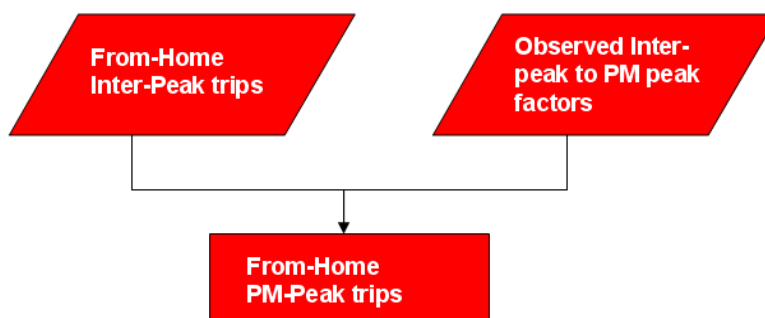 From-Home
Inter-Peak trips
Observed Inter-
peak to PM peak
factors
From-Home
PM-Peak trips